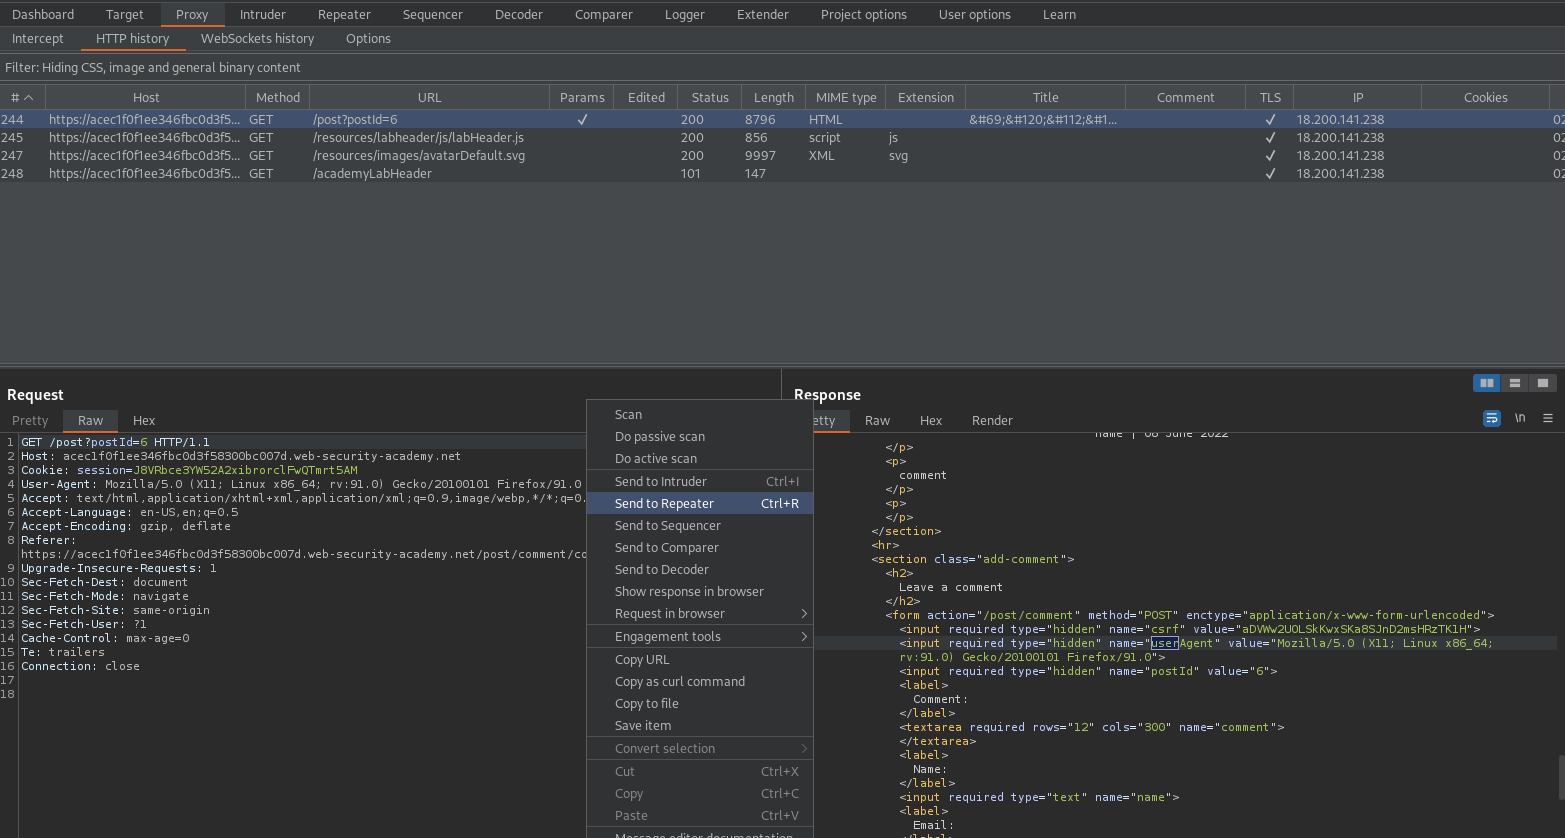 Dashboard Target Proxy Intruder Repeater Sequencer Decoder Comparer Logger Extender Project options User options Learn
Intercept HTTP history WebSockets history Options
Filter: Hiding CSS, image and general binary content
# Host Method URL Params Edited Status Length MIME type Extension Title Comment TLS IP Cookies
244 https://acec1f0f1ee346fbc0d3f5... GET /post?postId=6 ✓ 200 8796 HTML &#69;&#120;&#112;&#1... ✓ 18.200.141.238 02
245 https://acec1f0f1ee346fbc0d3f5... GET /resources/labheader/js/labHeader.js 200 856 script js ✓ 18.200.141.238 02
247 https://acec1f0f1ee346fbc0d3f5... GET /resources/images/avatarDefault.svg 200 9997 XML svg ✓ 18.200.141.238 02
248 https://acec1f0f1ee346fbc0d3f5... GET /academyLabHeader 101 147 ✓ 18.200.141.238 02
Request
Pretty Raw Hex
1 GET /post?postId=6 HTTP/1.1
2 Host: acec1f0f1ee346fbc0d3f58300bc007d.web-security-academy.net
3 Cookie: session=J8VRbce3YW52A2xibrorclFwQTmrt5AM
4 User-Agent: Mozilla/5.0 (X11; Linux x86_64; rv:91.0) Gecko/20100101 Firefox/91.0
5 Accept: text/html,application/xhtml+xml,application/xml;q=0.9,image/webp,*/*;q=0.
6 Accept-Language: en-US,en;q=0.5
7 Accept-Encoding: gzip, deflate
8 Referer:
https://acec1f0f1ee346fbc0d3f58300bc007d.web-security-academy.net/post/comment/co
9 Upgrade-Insecure-Requests: 1
10 Sec-Fetch-Dest: document
11 Sec-Fetch-Mode: navigate
12 Sec-Fetch-Site: same-origin
13 Sec-Fetch-User: ?1
14 Cache-Control: max-age=0
15 Te: trailers
16 Connection: close
17
18
Scan
Do passive scan
Do active scan
Send to Intruder Ctrl+I
Send to Repeater Ctrl+R
Send to Sequencer
Send to Comparer
Send to Decoder
Show response in browser
Request in browser
Engagement tools
Copy URL
Copy as curl command
Copy to file
Save item
Convert selection
Cut Ctrl+X
Copy Ctrl+C
Paste Ctrl+V
Message editor documentation
Response
etty Raw Hex Render \n
name | 08 June 2022
</p>
<p>
comment
</p>
<p>
</p>
</section>
<hr>
<section class="add-comment">
<h2>
Leave a comment
</h2>
<form action="/post/comment" method="POST" enctype="application/x-www-form-urlencoded">
<input required type="hidden" name="csrf" value="aDVWw2UOLSkKwxSKa8SJnD2msHRzTK1H">
<input required type="hidden" name="userAgent" value="Mozilla/5.0 (X11; Linux x86_64;
rv:91.0) Gecko/20100101 Firefox/91.0">
<input required type="hidden" name="postId" value="6">
<label>
Comment:
</label>
<textarea required rows="12" cols="300" name="comment">
</textarea>
<label>
Name:
</label>
<input required type="text" name="name">
<label>
Email:
</label>